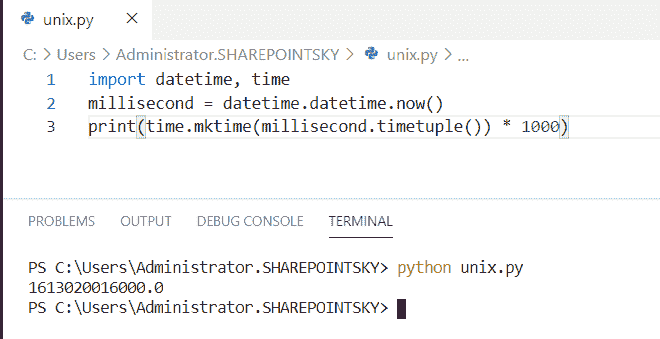 unix.py ×
C: > Users > Administrator.SHAREPOINTSKY > unix.py > ...
1 import datetime, time
2 millisecond = datetime.datetime.now()
3 print(time.mktime(millisecond.timetuple()) * 1000)
PROBLEMS OUTPUT DEBUG CONSOLE TERMINAL
PS C:\Users\Administrator.SHAREPOINTSKY> python unix.py
1613020016000.0
PS C:\Users\Administrator.SHAREPOINTSKY>